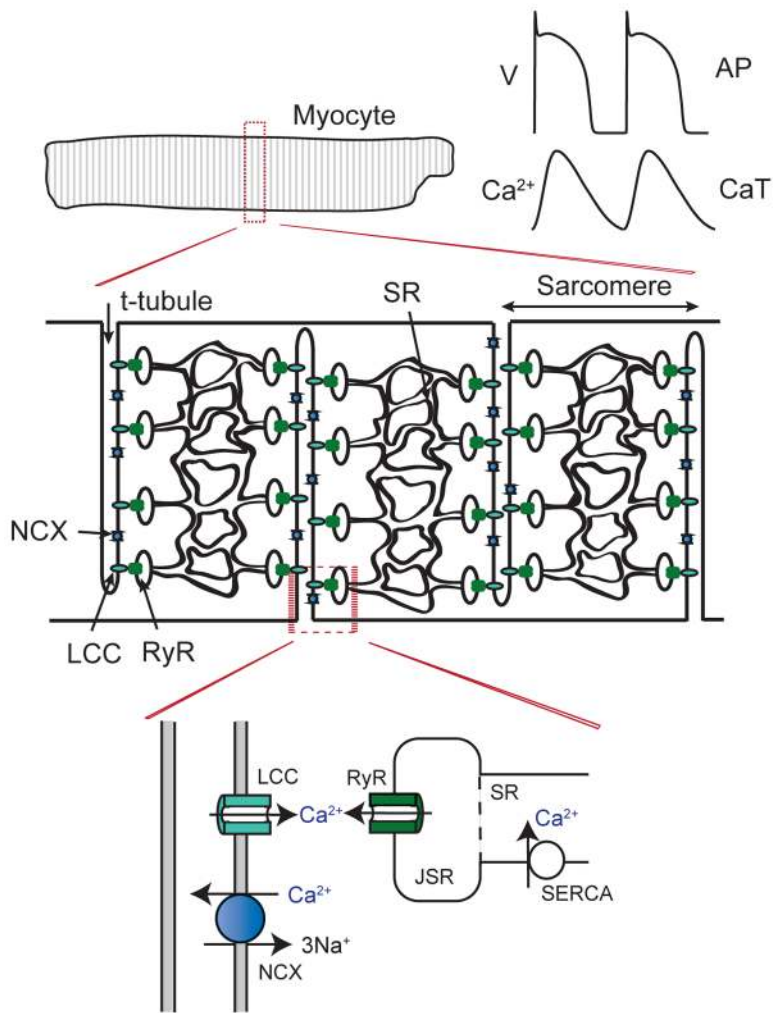 V
AP
Myocyte
Ca²⁺
CaT
t-tubule
SR
Sarcomere
NCX
LCC
RyR
LCC
RyR
Ca²⁺
SR
Ca²⁺
JSR
SERCA
Ca²⁺
3Na⁺
NCX